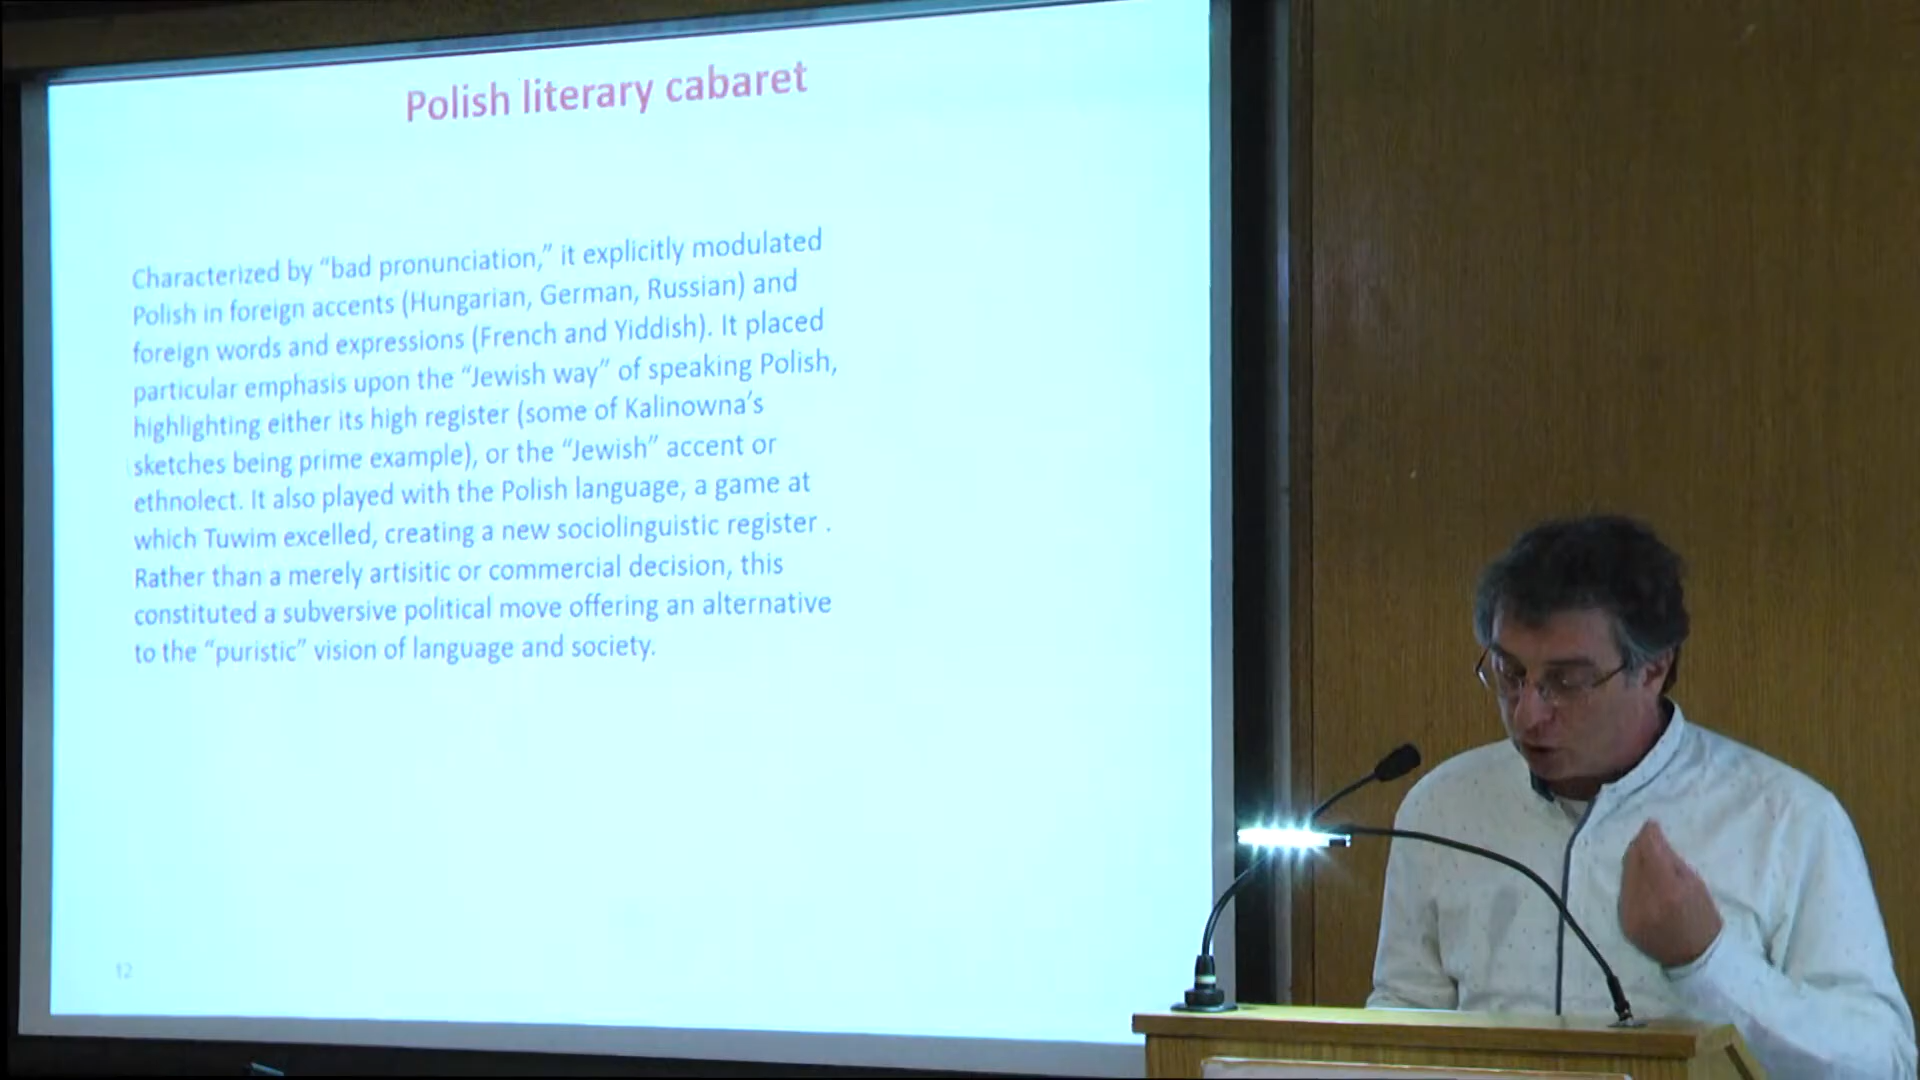 Polish literary cabaret
Characterized by “bad pronunciation,” it explicitly modulated
Polish in foreign accents (Hungarian, German, Russian) and
foreign words and expressions (French and Yiddish). It placed
particular emphasis upon the “Jewish way” of speaking Polish,
highlighting either its high register (some of Kalinowna’s
sketches being prime example), or the “Jewish” accent or
ethnolect. It also played with the Polish language, a game at
which Tuwim excelled, creating a new sociolinguistic register .
Rather than a merely artisitic or commercial decision, this
constituted a subversive political move offering an alternative
to the “puristic” vision of language and society.
12